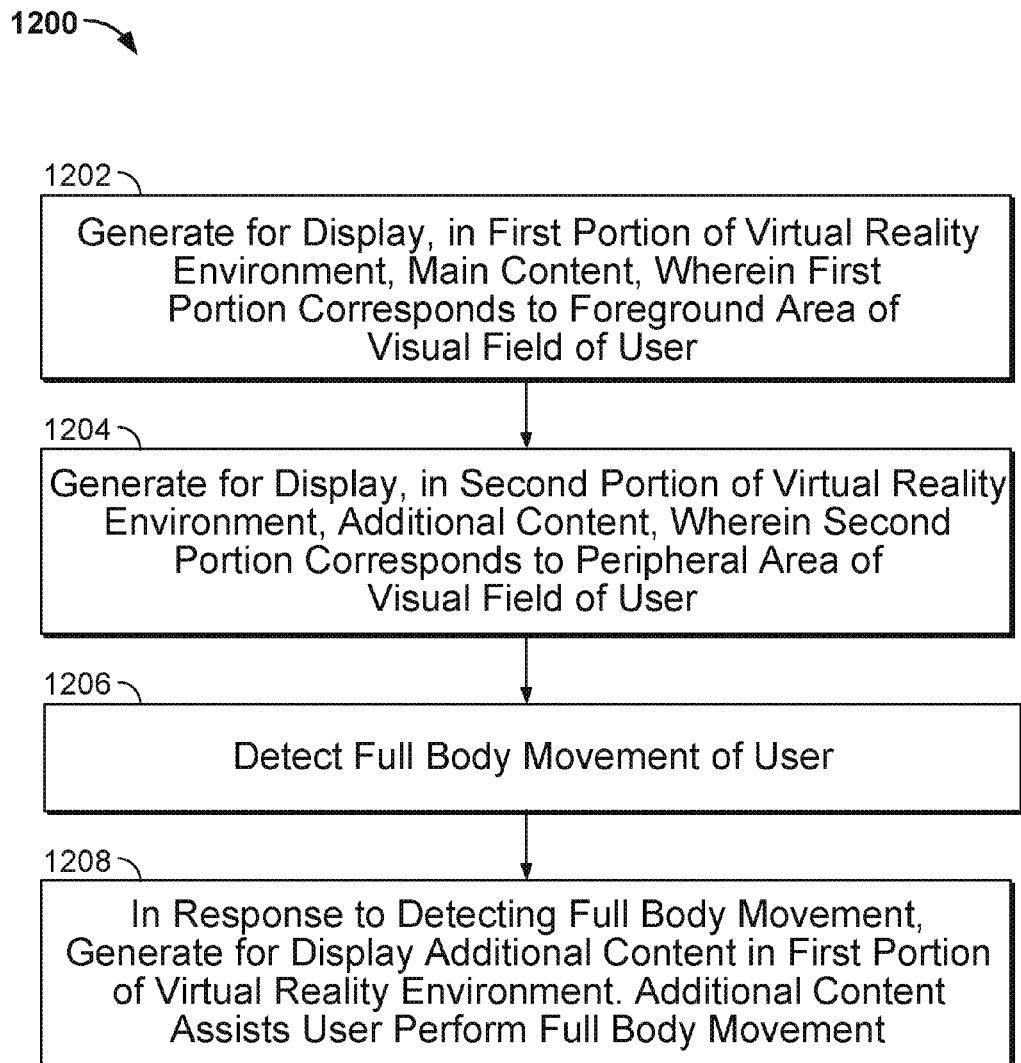 1200
1202
Generate for Display, in First Portion of Virtual Reality
Environment, Main Content, Wherein First
Portion Corresponds to Foreground Area of
Visual Field of User
1204
Generate for Display, in Second Portion of Virtual Reality
Environment, Additional Content, Wherein Second
Portion Corresponds to Peripheral Area of
Visual Field of User
1206
Detect Full Body Movement of User
1208
In Response to Detecting Full Body Movement,
Generate for Display Additional Content in First Portion
of Virtual Reality Environment. Additional Content
Assists User Perform Full Body Movement